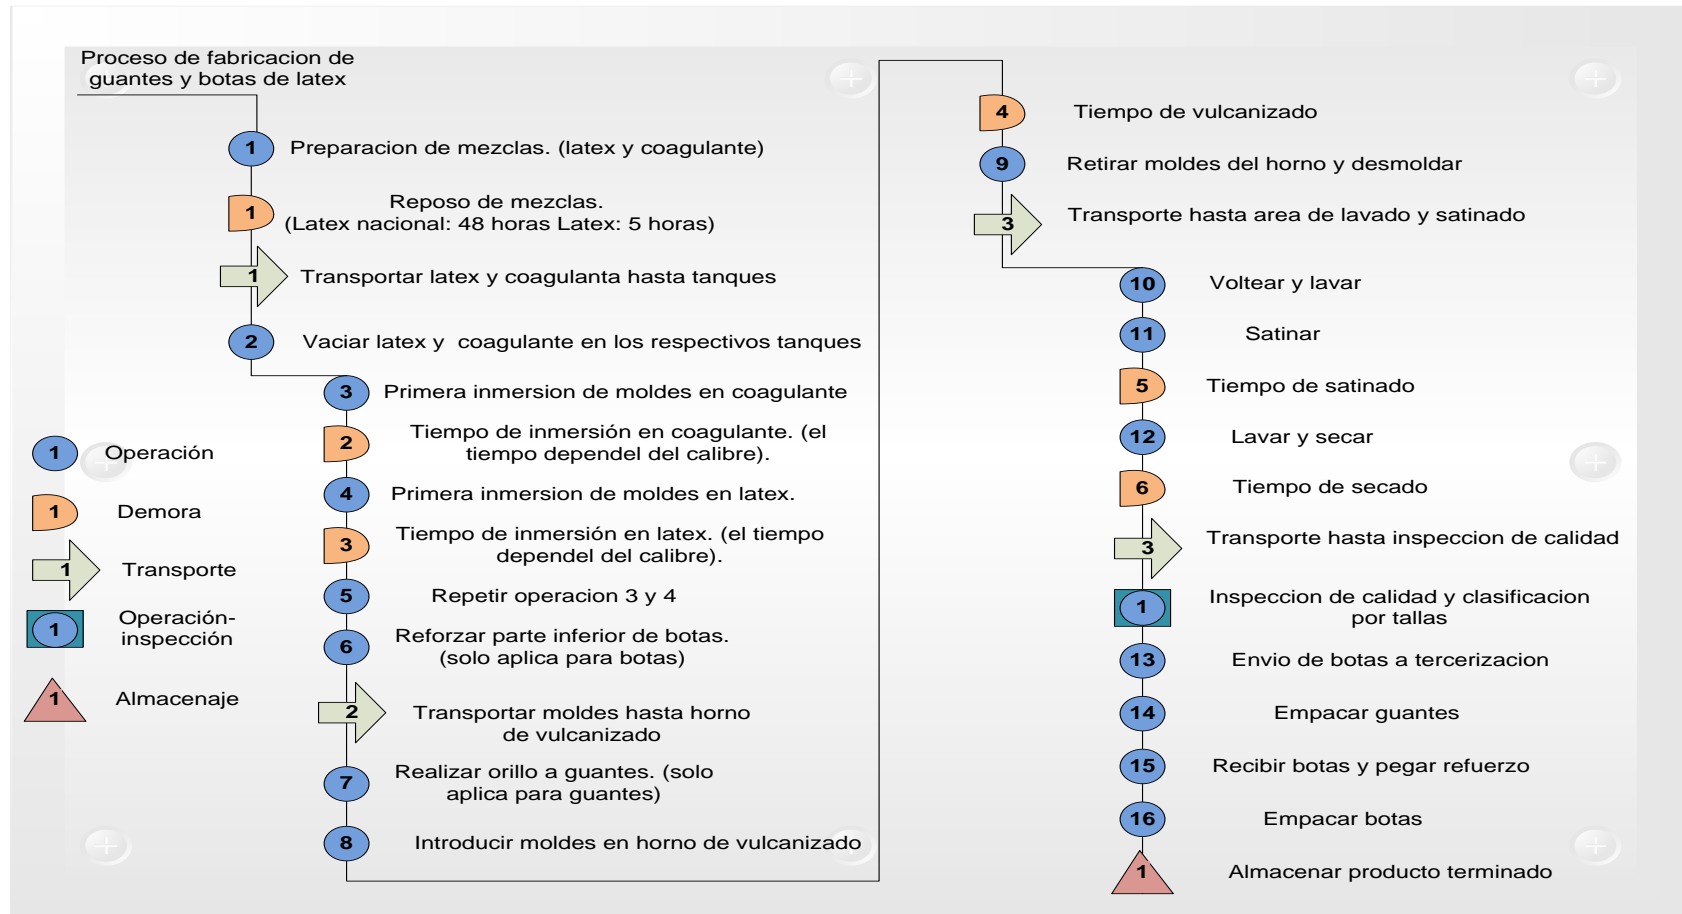 Proceso de fabricacion de
guantes y botas de latex
1 Preparacion de mezclas. (latex y coagulante)
1 Reposo de mezclas.
(Latex nacional: 48 horas Latex: 5 horas)
1 Transportar latex y coagulanta hasta tanques
2 Vaciar latex y coagulante en los respectivos tanques
3 Primera inmersion de moldes en coagulante
2 Tiempo de inmersión en coagulante. (el
tiempo dependel del calibre).
4 Primera inmersion de moldes en latex.
3 Tiempo de inmersión en latex. (el tiempo
dependel del calibre).
5 Repetir operacion 3 y 4
6 Reforzar parte inferior de botas.
(solo aplica para botas)
2 Transportar moldes hasta horno
de vulcanizado
7 Realizar orillo a guantes. (solo
aplica para guantes)
8 Introducir moldes en horno de vulcanizado
1 Operación
1 Demora
1 Transporte
1 Operación-
inspección
1 Almacenaje
4 Tiempo de vulcanizado
9 Retirar moldes del horno y desmoldar
3 Transporte hasta area de lavado y satinado
10 Voltear y lavar
11 Satinar
5 Tiempo de satinado
12 Lavar y secar
6 Tiempo de secado
3 Transporte hasta inspeccion de calidad
1 Inspeccion de calidad y clasificacion
por tallas
13 Envio de botas a tercerizacion
14 Empacar guantes
15 Recibir botas y pegar refuerzo
16 Empacar botas
1 Almacenar producto terminado